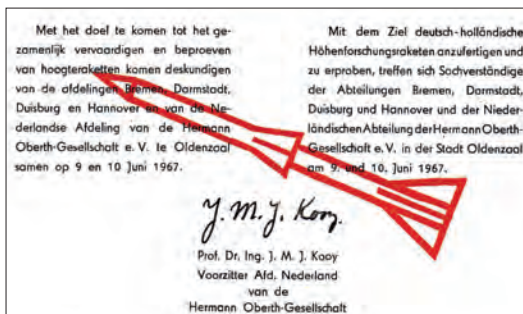 Met het doel te komen tot het ge-
zamenlijk vervaardigen en beproeven
van hoogteraketten komen deskundigen
van de afdelingen Bremen, Darmstadt,
Duisburg en Hannover en van de Ne-
derlandse Afdeling van de Hermann
Oberth-Gesellschaft e. V. te Oldenzaal
samen op 9 en 10 Juni 1967.
Mit dem Ziel deutsch-holländische
Höhenforschungsraketen anzufertigen und
zu erproben, treffen sich Sachverständige
der Abteilungen Bremen, Darmstadt,
Duisburg und Hannover und der Nieder-
ländischen Abteilung der Hermann Oberth-
Gesellschaft e. V. in der Stadt Oldenzaal
am 9. und 10. Juni 1967.
J. M. J. Kooy.
Prof. Dr. Ing. J. M. J. Kooy
Voorzitter Afd. Nederland
van de
Hermann Oberth-Gesellschaft